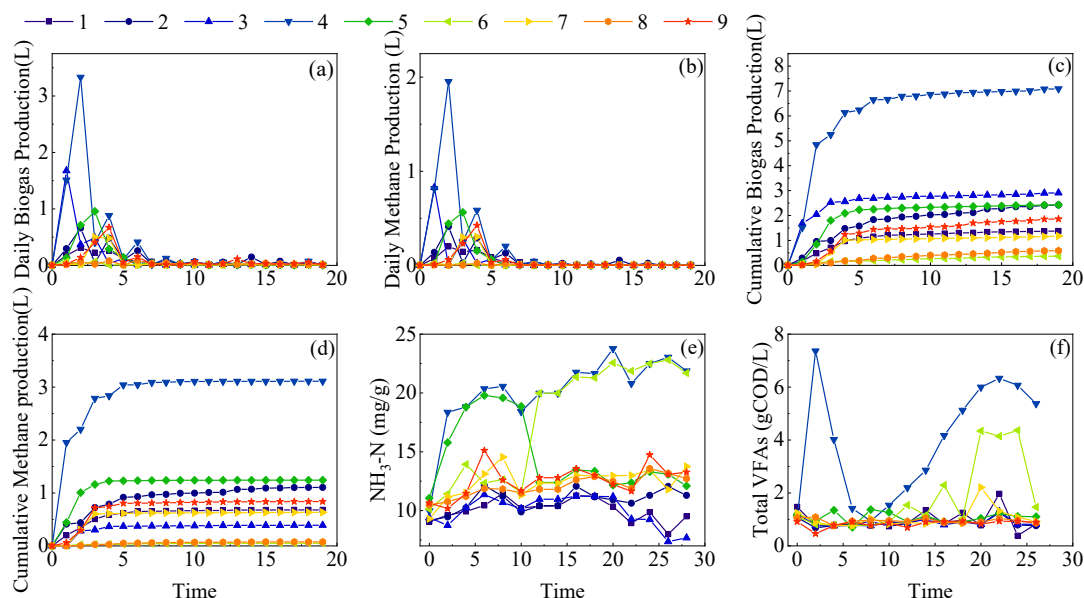 1 2 3 4 5 6 7 8 9
Daily Biogas Production(L)
3
2
1
0
(a)
0 5 10 15 20
Daily Methane Production (L)
2
1
0
(b)
0 5 10 15 20
Cumulative Biogas Production(L)
8
7
6
5
4
3
2
1
0
(c)
0 5 10 15 20
Cumulative Methane production(L)
4
3
2
1
0
(d)
0 5 10 15 20
Time
NH3-N (mg/g)
25
20
15
10
(e)
0 5 10 15 20 25 30
Time
Total VFAs (gCOD/L)
8
6
4
2
0
(f)
0 5 10 15 20 25 30
Time